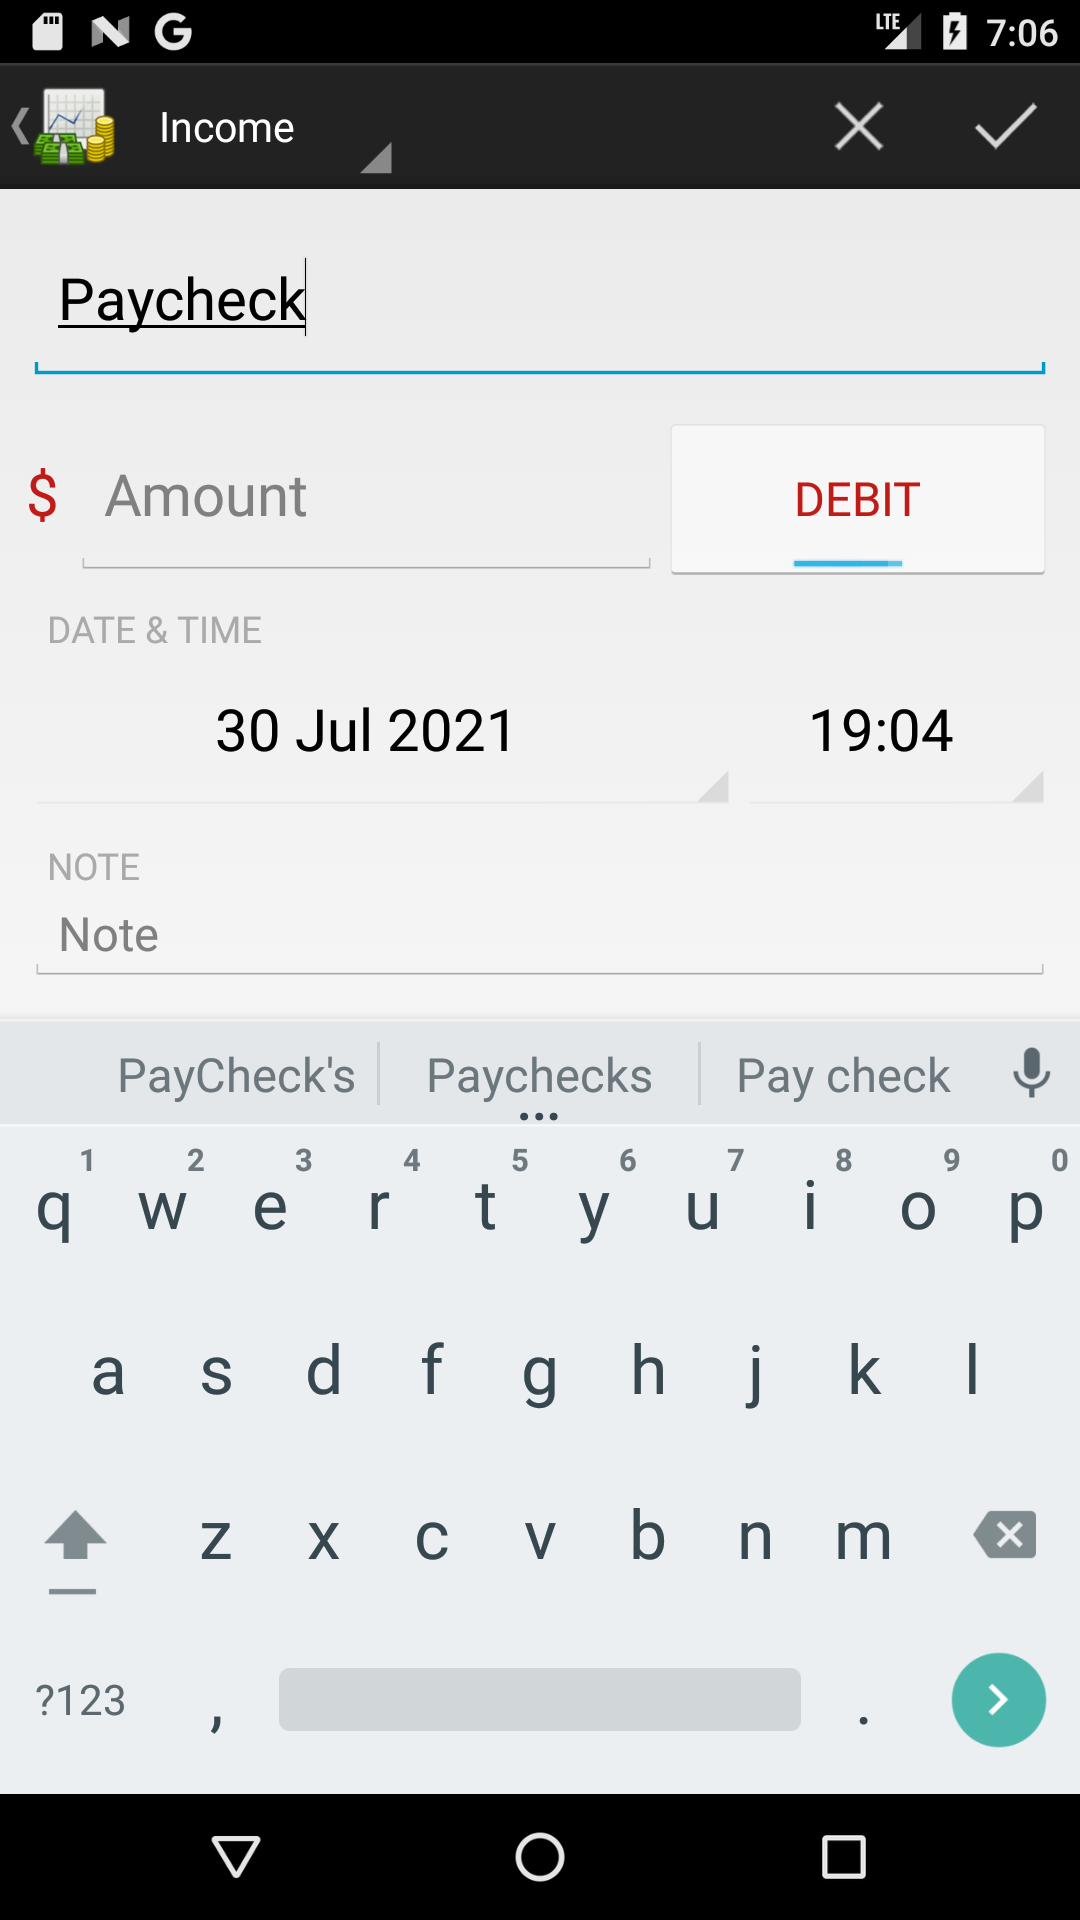 LTE 7:06
Income
Paycheck
$ Amount DEBIT
DATE & TIME
30 Jul 2021 19:04
NOTE
Note
PayCheck's Paychecks Pay check
1 2 3 4 5 6 7 8 9 0
q w e r t y u i o p
a s d f g h j k l
z x c v b n m
?123 , .